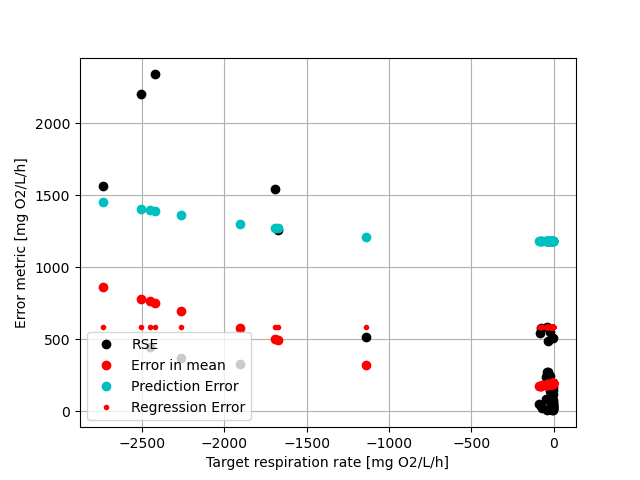 2000
1500
1000
500
0
Error metric [mg O2/L/h]
RSE
Error in mean
Prediction Error
Regression Error
−2500 −2000 −1500 −1000 −500 0
Target respiration rate [mg O2/L/h]